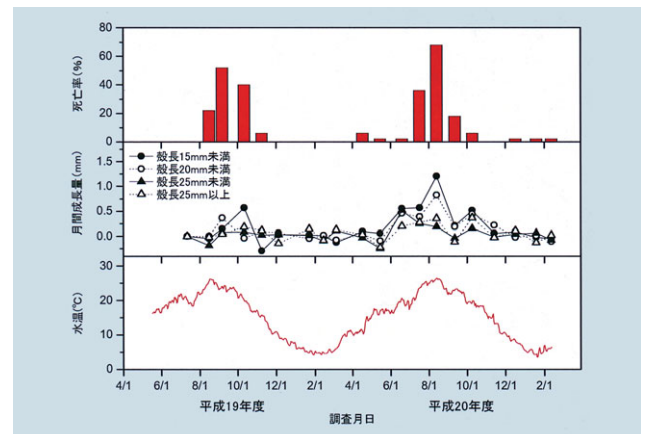 死亡率(%)
80
60
40
20
0
月間成長量(mm)
1.5
1.0
0.5
0.0
殻長15mm未満
殻長20mm未満
殻長25mm未満
殻長25mm以上
水温(℃)
30
20
10
0
4/1 6/1 8/1 10/1 12/1 2/1 4/1 6/1 8/1 10/1 12/1 2/1
平成19年度 平成20年度
調査月日